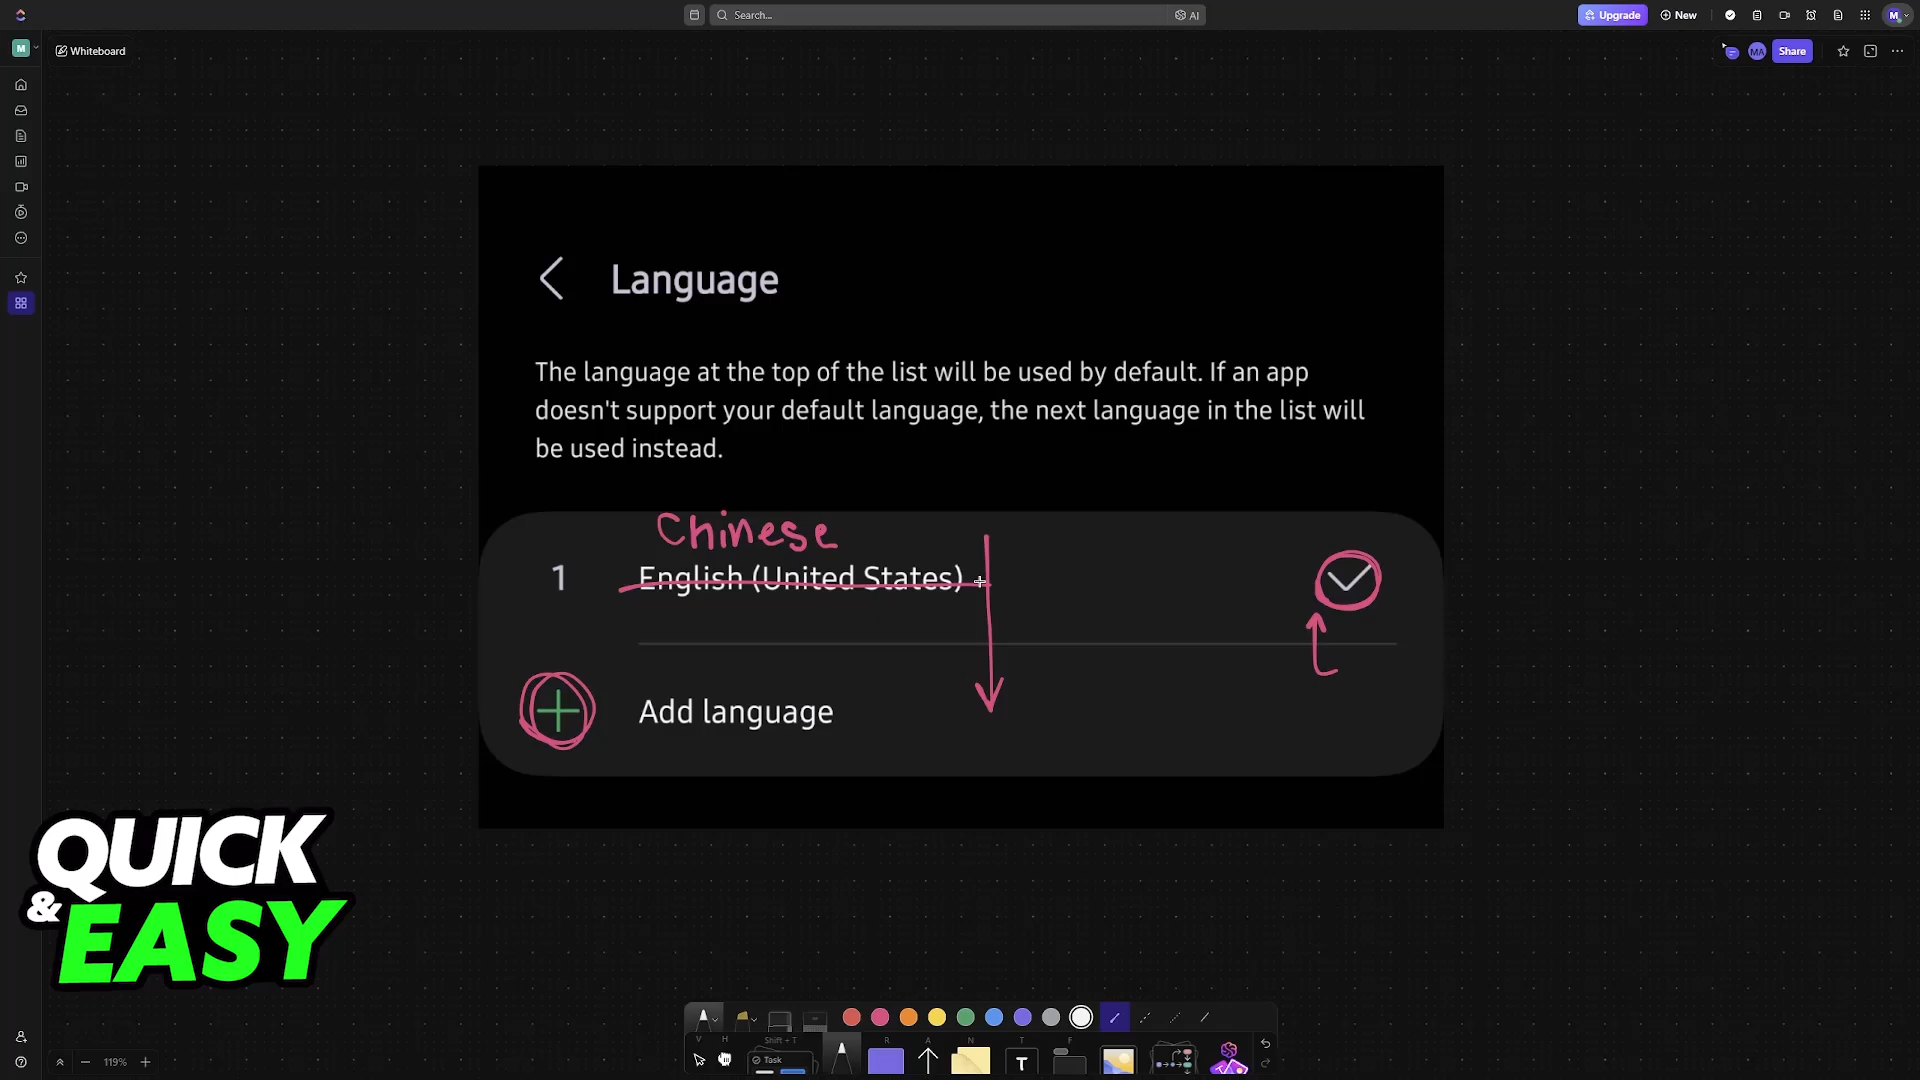 Search...
AI
Upgrade
New
M
M
Whiteboard
MA
Share
Language
The language at the top of the list will be used by default. If an app
doesn't support your default language, the next language in the list will
be used instead.
Chinese
1
English (United States)
Add language
QUICK
& EASY
V
H
Shift + T
R
A
N
T
F
Task
T
119%